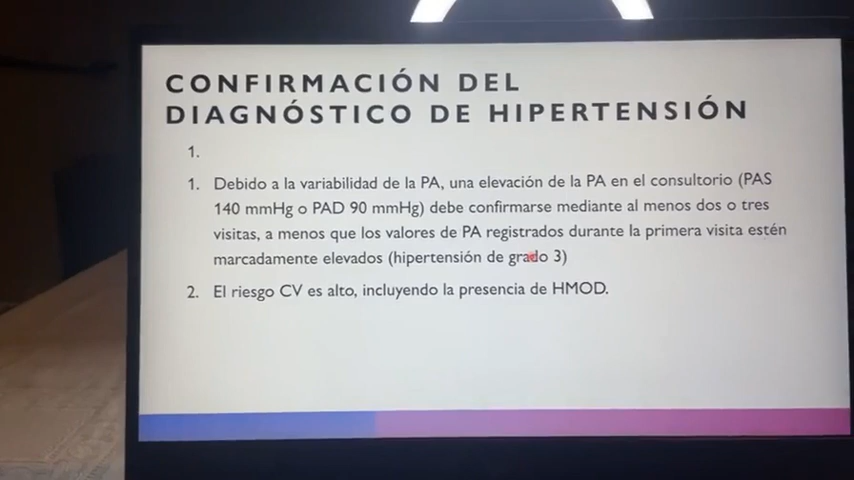 CONFIRMACIÓN DEL
DIAGNÓSTICO DE HIPERTENSIÓN
1.
1. Debido a la variabilidad de la PA, una elevación de la PA en el consultorio (PAS
140 mmHg o PAD 90 mmHg) debe confirmarse mediante al menos dos o tres
visitas, a menos que los valores de PA registrados durante la primera visita estén
marcadamente elevados (hipertensión de grado 3)
2. El riesgo CV es alto, incluyendo la presencia de HMOD.